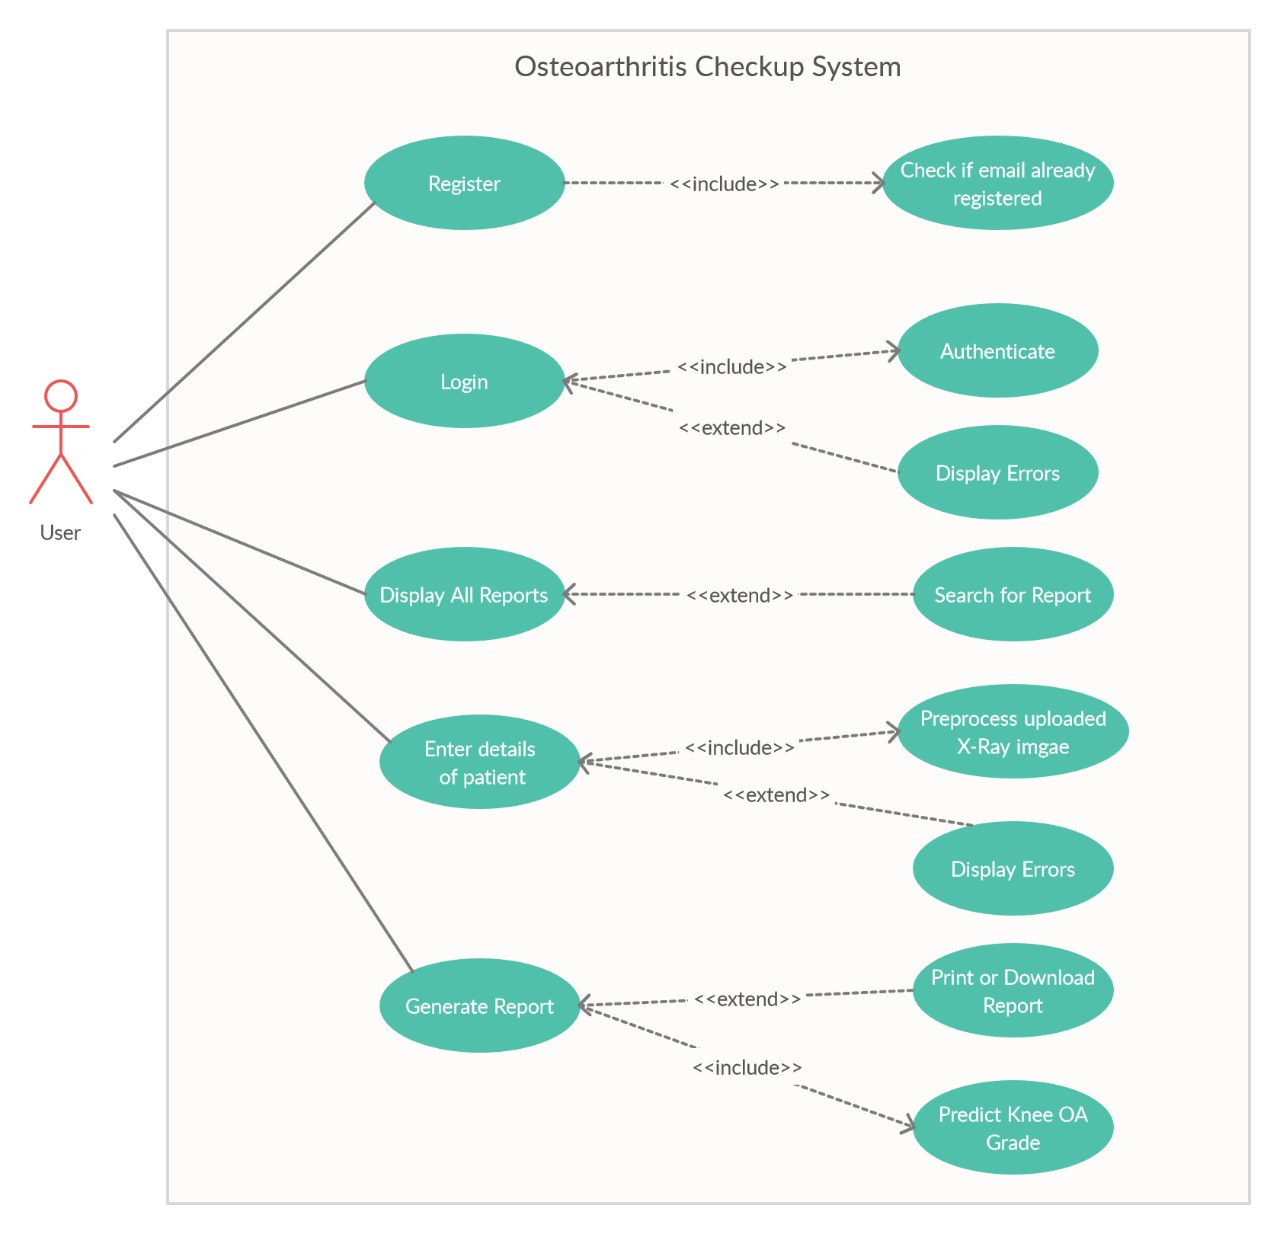 Osteoarthritis Checkup System
Register
<<include>>
Check if email already
registered
Login
<<include>>
Authenticate
<<extend>>
Display Errors
User
Display All Reports
<<extend>>
Search for Report
Enter details
of patient
<<include>>
Preprocess uploaded
X-Ray imgae
<<extend>>
Display Errors
Generate Report
<<extend>>
Print or Download
Report
<<include>>
Predict Knee OA
Grade